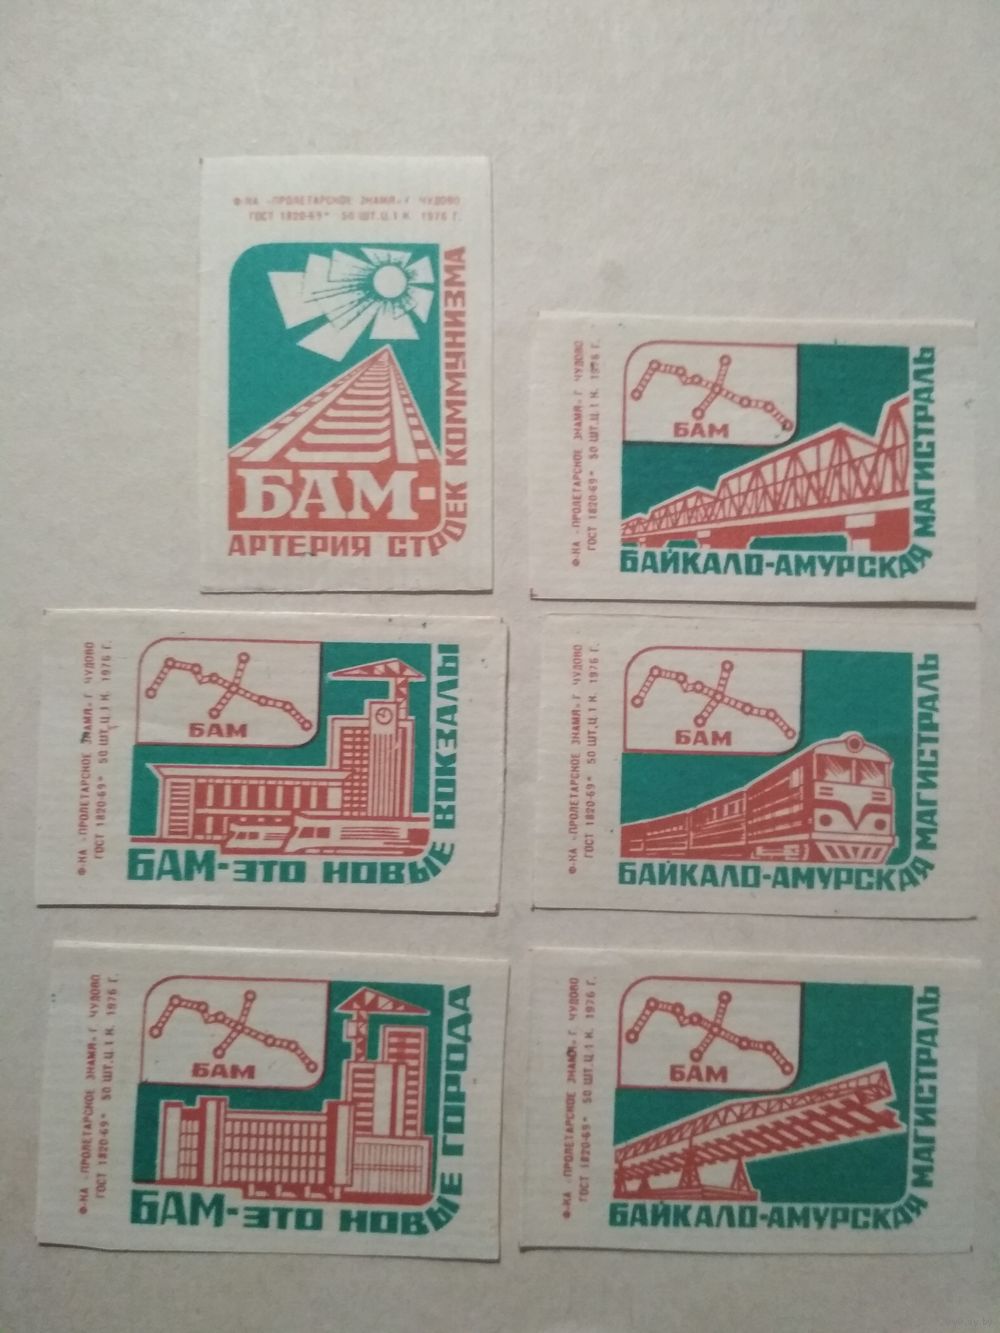 Ф-КА «ПРОЛЕТАРСКОЕ ЗНАМЯ» Г ЧУДОВО
ГОСТ 1820-69* 50 ШТ. Ц. 1 К. 1976 Г.
БАМ-
АРТЕРИЯ СТРОЕК КОММУНИЗМА
Ф-КА «ПРОЛЕТАРСКОЕ ЗНАМЯ» Г ЧУДОВО
ГОСТ 1820-69* 50 ШТ. Ц. 1 К. 1976 Г.
БАМ
БАЙКАЛО-АМУРСКАЯ МАГИСТРАЛЬ
Ф-КА «ПРОЛЕТАРСКОЕ ЗНАМЯ» Г ЧУДОВО
ГОСТ 1820-69* 50 ШТ. Ц. 1 К. 1976 Г.
БАМ
БАМ-ЭТО НОВЫЕ ВОКЗАЛЫ
Ф-КА «ПРОЛЕТАРСКОЕ ЗНАМЯ» Г ЧУДОВО
ГОСТ 1820-69* 50 ШТ. Ц. 1 К. 1976 Г.
БАМ
БАЙКАЛО-АМУРСКАЯ МАГИСТРАЛЬ
Ф-КА «ПРОЛЕТАРСКОЕ ЗНАМЯ» Г ЧУДОВО
ГОСТ 1820-69* 50 ШТ. Ц. 1 К. 1976 Г.
БАМ
БАМ-ЭТО НОВЫЕ ГОРОДА
Ф-КА «ПРОЛЕТАРСКОЕ ЗНАМЯ» Г ЧУДОВО
ГОСТ 1820-69* 50 ШТ. Ц. 1 К. 1976 Г.
БАМ
БАЙКАЛО-АМУРСКАЯ МАГИСТРАЛЬ